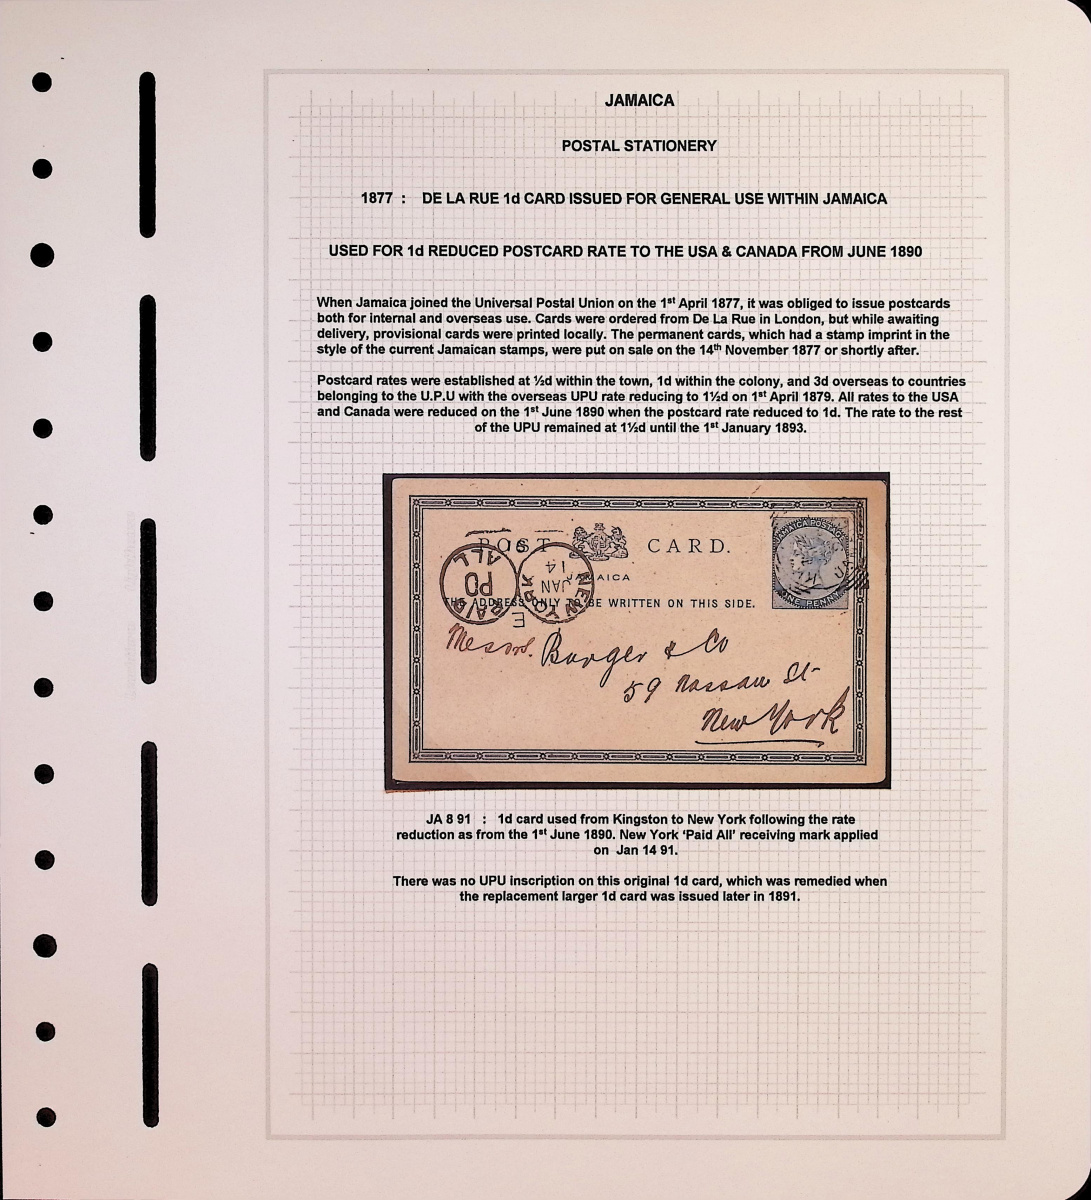 JAMAICA
POSTAL STATIONERY
1877 : DE LA RUE 1d CARD ISSUED FOR GENERAL USE WITHIN JAMAICA
USED FOR 1d REDUCED POSTCARD RATE TO THE USA & CANADA FROM JUNE 1890
When Jamaica joined the Universal Postal Union on the 1st April 1877, it was obliged to issue postcards
both for internal and overseas use. Cards were ordered from De La Rue in London, but while awaiting
delivery, provisional cards were printed locally. The permanent cards, which had a stamp imprint in the
style of the current Jamaican stamps, were put on sale on the 14th November 1877 or shortly after.
Postcard rates were established at ½d within the town, 1d within the colony, and 3d overseas to countries
belonging to the U.P.U with the overseas UPU rate reducing to 1½d on 1st April 1879. All rates to the USA
and Canada were reduced on the 1st June 1890 when the postcard rate reduced to 1d. The rate to the rest
of the UPU remained at 1½d until the 1st January 1893.
POST CARD.
JAMAICA
THE ADDRESS ONLY TO BE WRITTEN ON THIS SIDE.
JAMAICA POSTAGE
ONE PENNY
PAID
ALL
NEW YORK
JAN
14
Messrs. Barger & Co
59 Nassau St
New York
JA 8 91 : 1d card used from Kingston to New York following the rate
reduction as from the 1st June 1890. New York 'Paid All' receiving mark applied
on Jan 14 91.
There was no UPU inscription on this original 1d card, which was remedied when
the replacement larger 1d card was issued later in 1891.